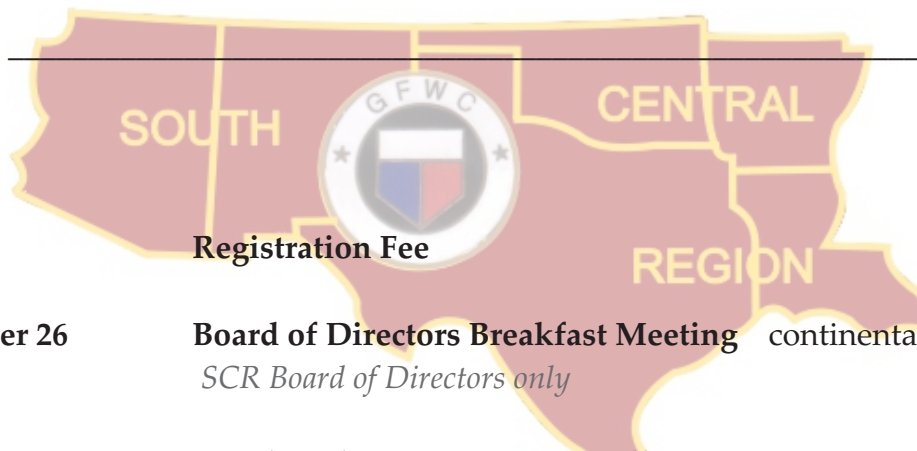 GFWC
SOUTH
CENTRAL
Registration Fee
REGION
er 26 Board of Directors Breakfast Meeting continenta
SCR Board of Directors only